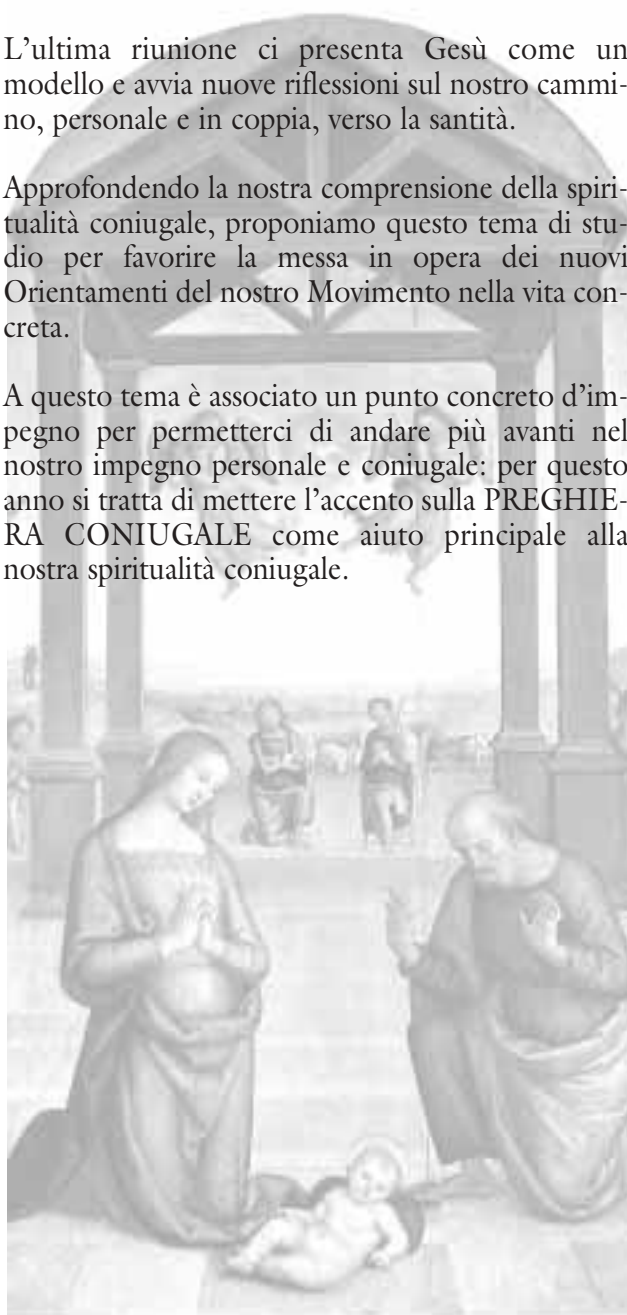 L'ultima riunione ci presenta Gesù come un
modello e avvia nuove riflessioni sul nostro cammi-
no, personale e in coppia, verso la santità.
Approfondendo la nostra comprensione della spiri-
tualità coniugale, proponiamo questo tema di stu-
dio per favorire la messa in opera dei nuovi
Orientamenti del nostro Movimento nella vita con-
creta.
A questo tema è associato un punto concreto d'im-
pegno per permetterci di andare più avanti nel
nostro impegno personale e coniugale: per questo
anno si tratta di mettere l'accento sulla PREGHIE-
RA CONIUGALE come aiuto principale alla
nostra spiritualità coniugale.